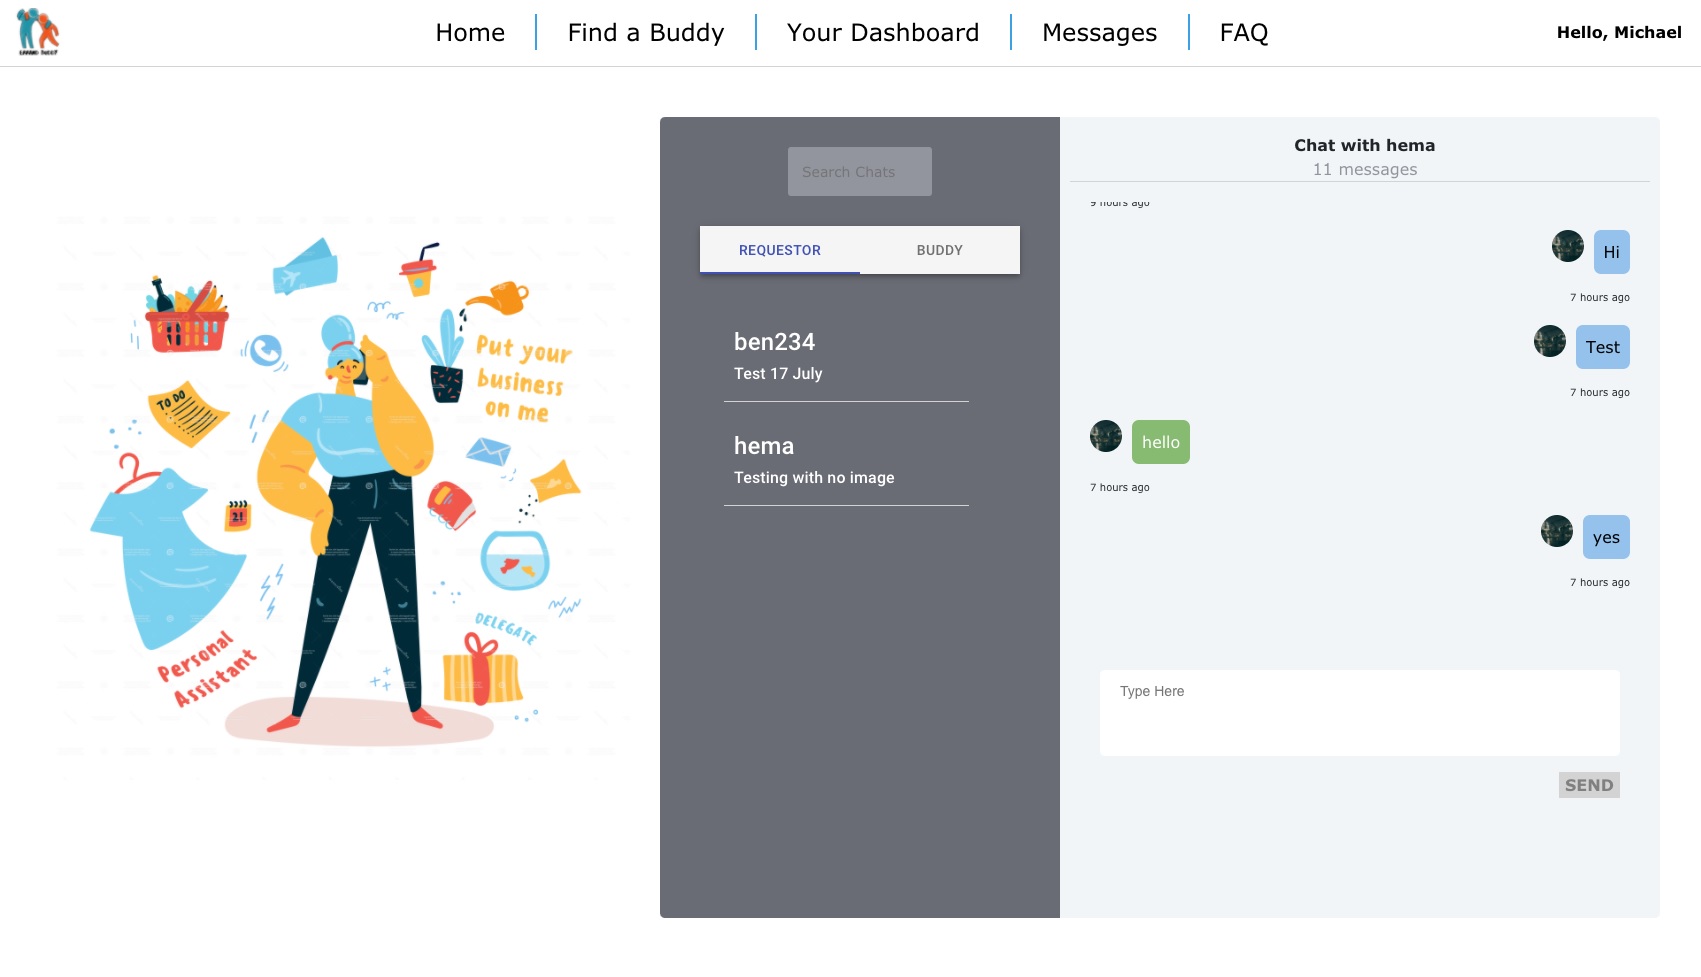 ERRAND BUDDY
Home
Find a Buddy
Your Dashboard
Messages
FAQ
Hello, Michael
Put your
business
on me
TO DO
21
Personal
Assistant
DELEGATE
Search Chats
REQUESTOR
BUDDY
ben234
Test 17 July
hema
Testing with no image
Chat with hema
11 messages
9 hours ago
Hi
7 hours ago
Test
7 hours ago
hello
7 hours ago
yes
7 hours ago
Type Here
SEND